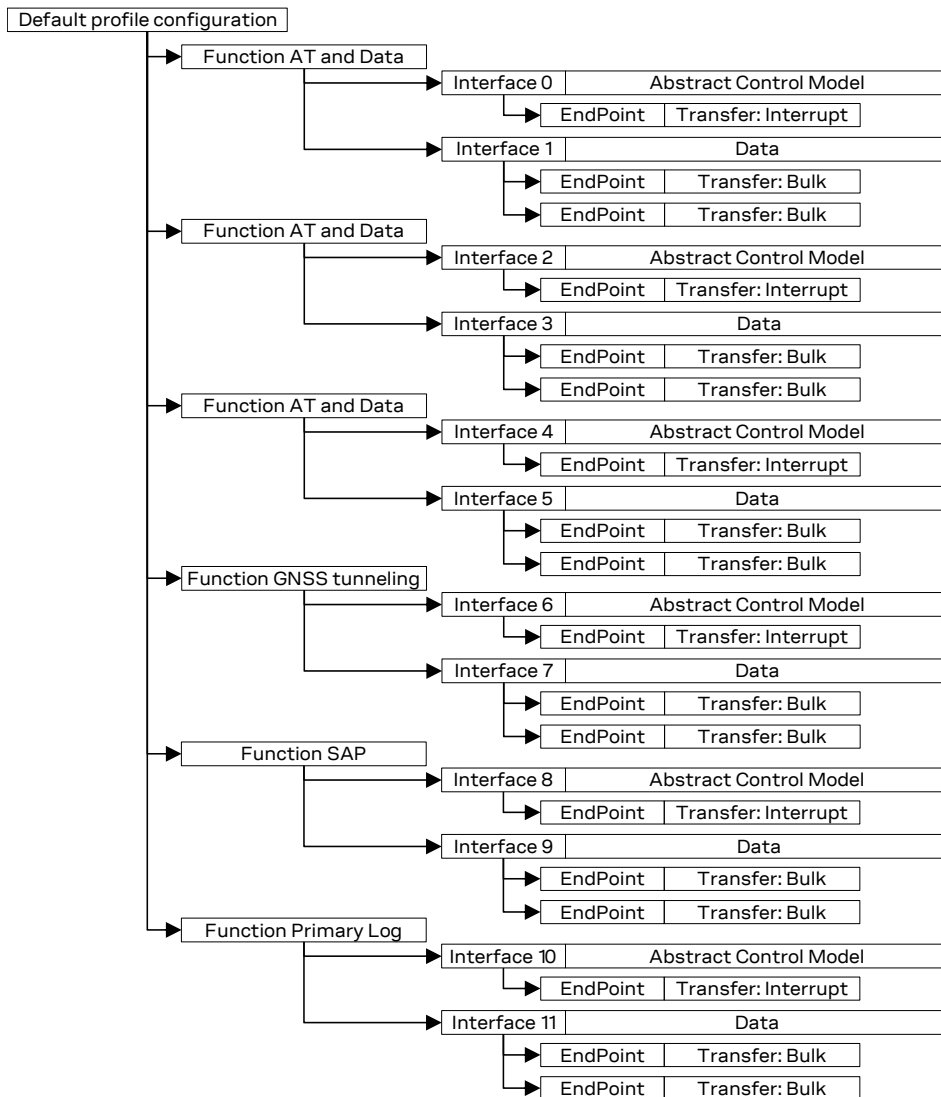 Default profile configuration
Function AT and Data
Interface 0 Abstract Control Model
EndPoint Transfer: Interrupt
Interface 1 Data
EndPoint Transfer: Bulk
EndPoint Transfer: Bulk
Function AT and Data
Interface 2 Abstract Control Model
EndPoint Transfer: Interrupt
Interface 3 Data
EndPoint Transfer: Bulk
EndPoint Transfer: Bulk
Function AT and Data
Interface 4 Abstract Control Model
EndPoint Transfer: Interrupt
Interface 5 Data
EndPoint Transfer: Bulk
EndPoint Transfer: Bulk
Function GNSS tunneling
Interface 6 Abstract Control Model
EndPoint Transfer: Interrupt
Interface 7 Data
EndPoint Transfer: Bulk
EndPoint Transfer: Bulk
Function SAP
Interface 8 Abstract Control Model
EndPoint Transfer: Interrupt
Interface 9 Data
EndPoint Transfer: Bulk
EndPoint Transfer: Bulk
Function Primary Log
Interface 10 Abstract Control Model
EndPoint Transfer: Interrupt
Interface 11 Data
EndPoint Transfer: Bulk
EndPoint Transfer: Bulk